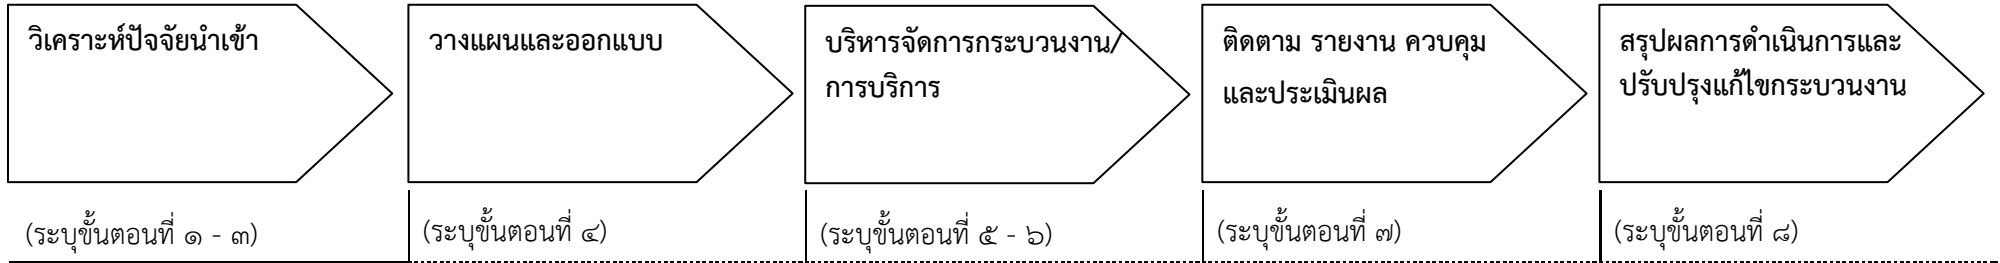 วิเคราะห์ปัจจัยนำเข้า
วางแผนและออกแบบ
บริหารจัดการกระบวนงาน/
การบริการ
ติดตาม รายงาน ควบคุม
และประเมินผล
สรุปผลการดำเนินการและ
ปรับปรุงแก้ไขกระบวนงาน
(ระบุขั้นตอนที่ ๑ - ๓)
(ระบุขั้นตอนที่ ๔)
(ระบุขั้นตอนที่ ๕ - ๖)
(ระบุขั้นตอนที่ ๗)
(ระบุขั้นตอนที่ ๘)